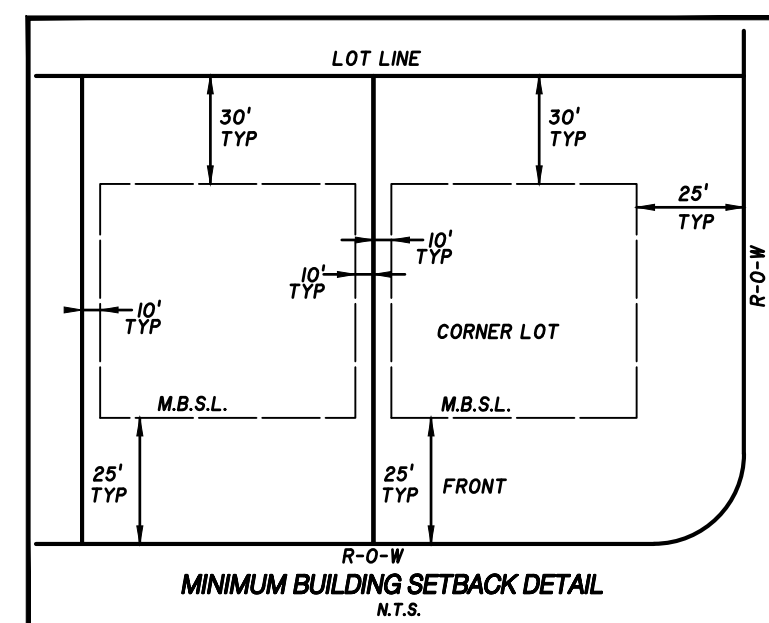 LOT LINE
30'
TYP
30'
TYP
25'
TYP
10'
TYP
10'
TYP
10'
TYP
R-O-W
CORNER LOT
M.B.S.L.
M.B.S.L.
25'
TYP
25'
TYP
FRONT
R-O-W
MINIMUM BUILDING SETBACK DETAIL
N.T.S.